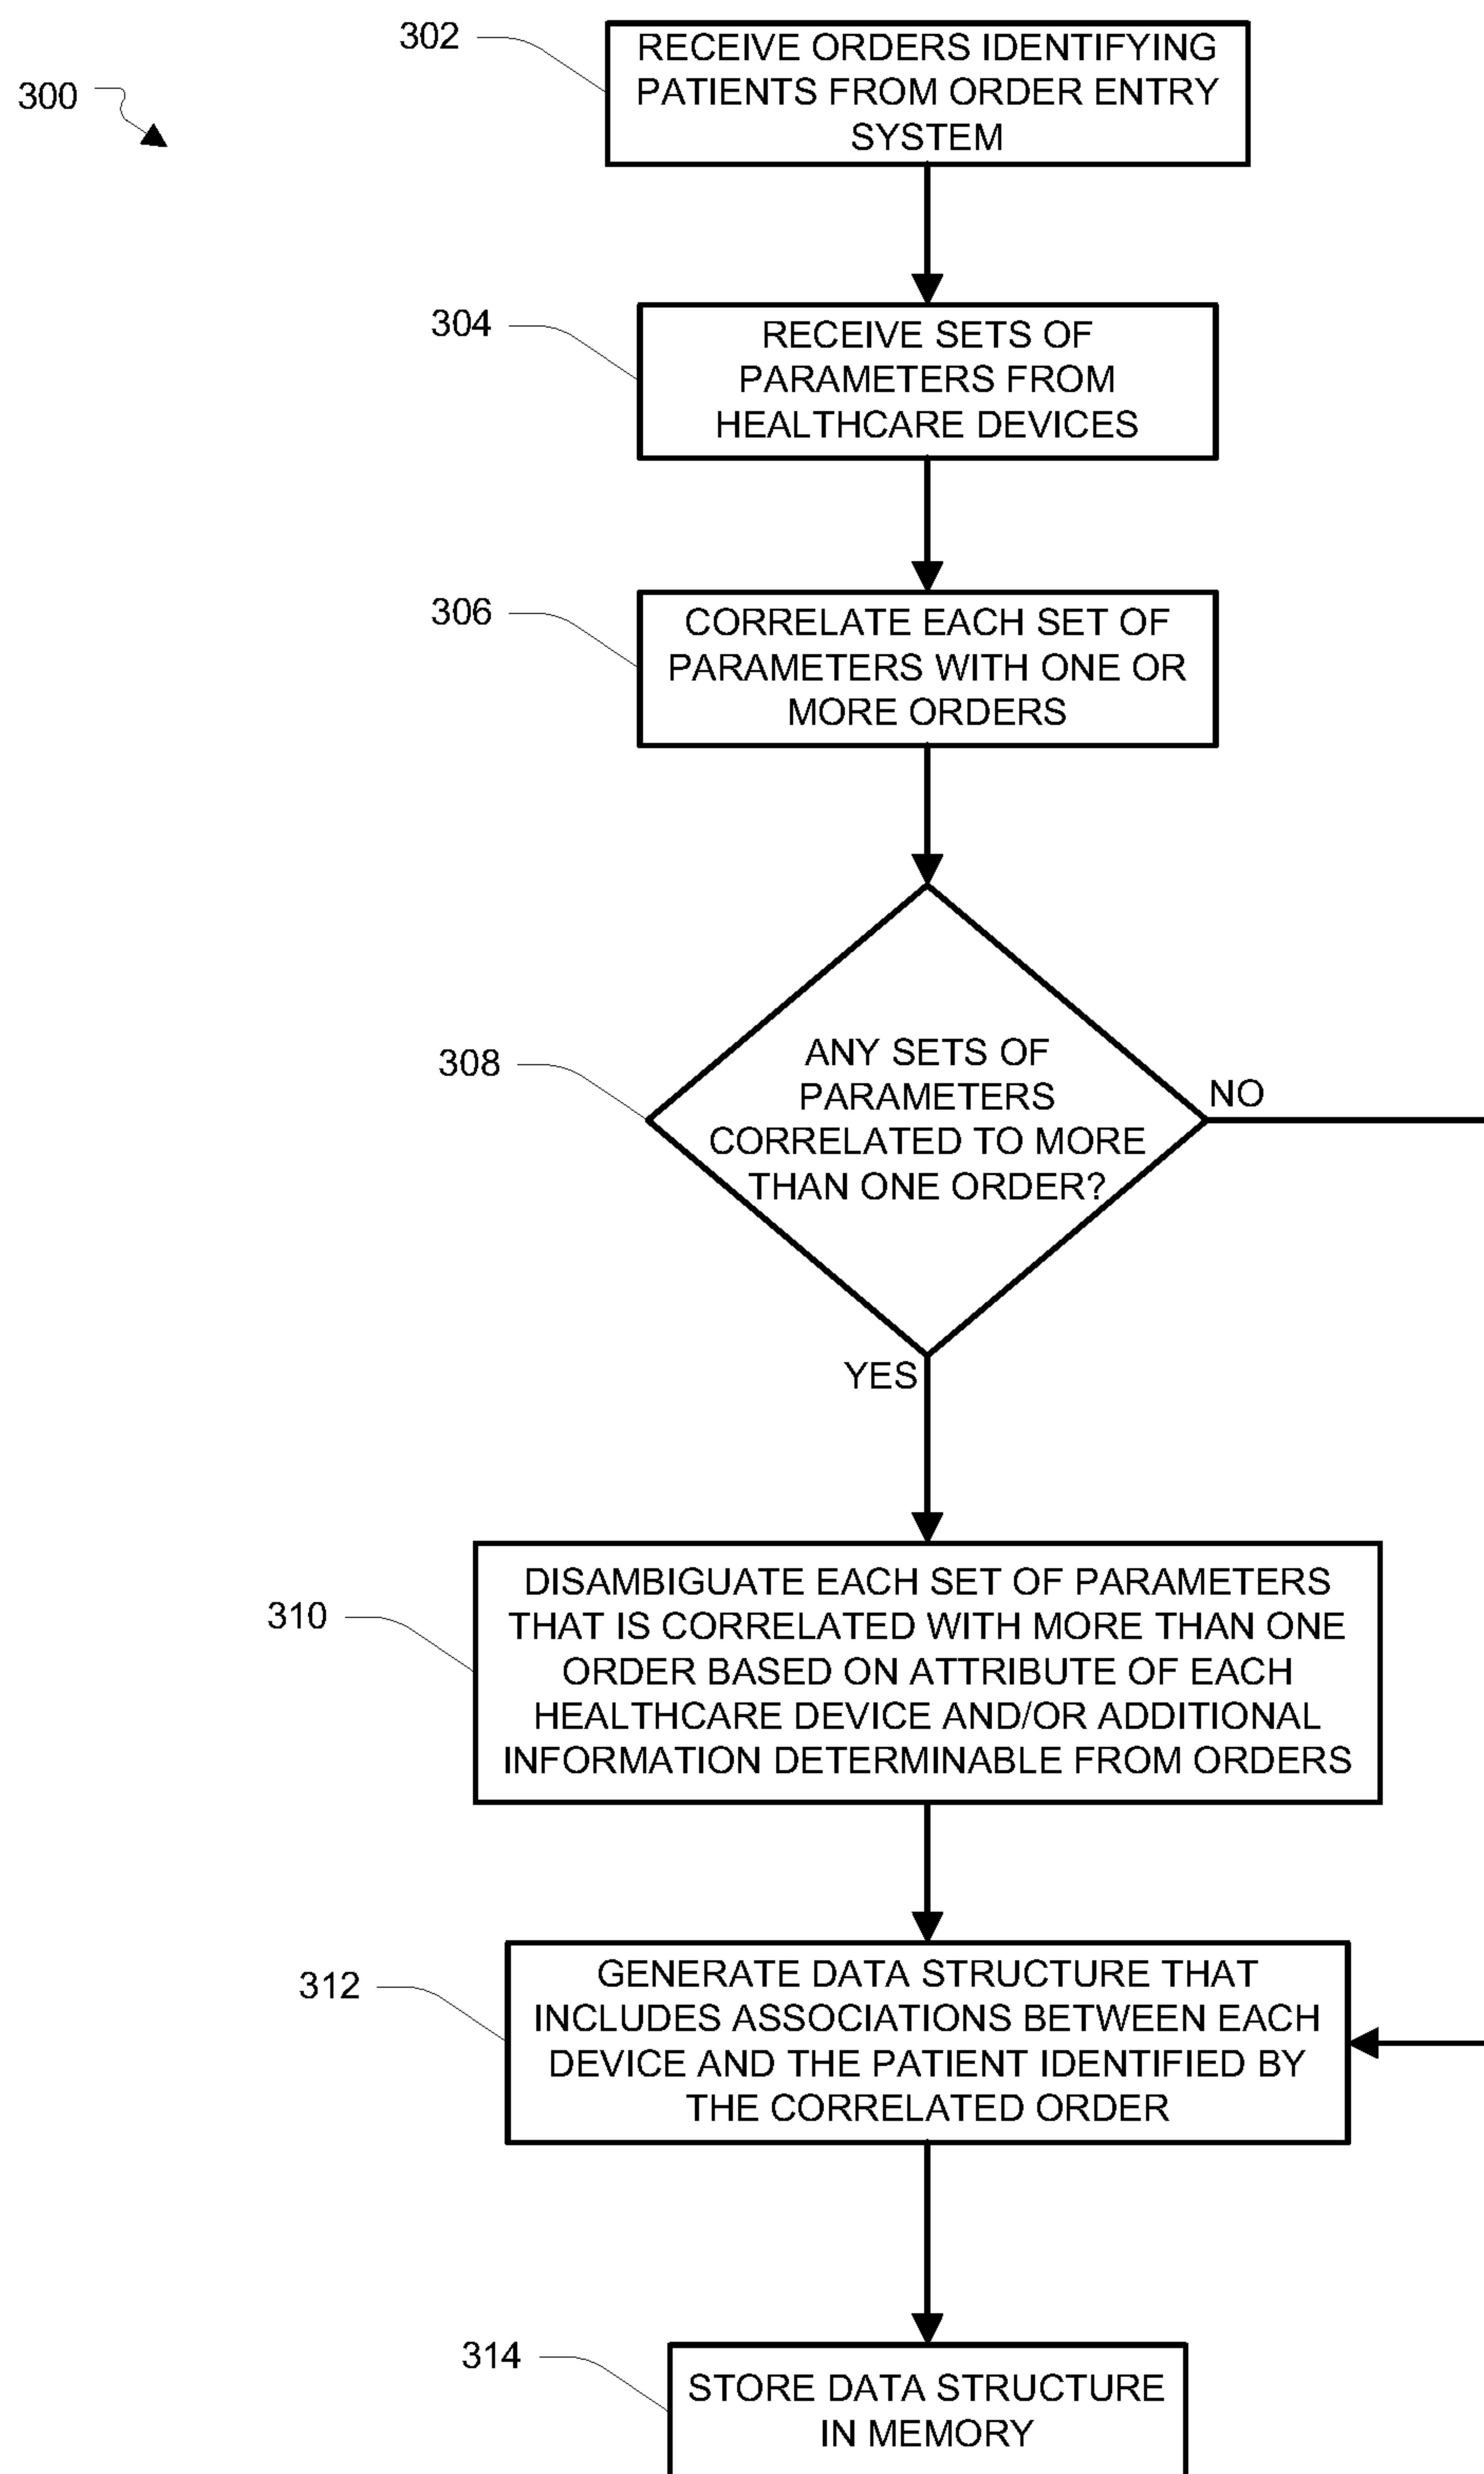 300
302
RECEIVE ORDERS IDENTIFYING
PATIENTS FROM ORDER ENTRY
SYSTEM
304
RECEIVE SETS OF
PARAMETERS FROM
HEALTHCARE DEVICES
306
CORRELATE EACH SET OF
PARAMETERS WITH ONE OR
MORE ORDERS
308
ANY SETS OF
PARAMETERS
CORRELATED TO MORE
THAN ONE ORDER?
NO
YES
310
DISAMBIGUATE EACH SET OF PARAMETERS
THAT IS CORRELATED WITH MORE THAN ONE
ORDER BASED ON ATTRIBUTE OF EACH
HEALTHCARE DEVICE AND/OR ADDITIONAL
INFORMATION DETERMINABLE FROM ORDERS
312
GENERATE DATA STRUCTURE THAT
INCLUDES ASSOCIATIONS BETWEEN EACH
DEVICE AND THE PATIENT IDENTIFIED BY
THE CORRELATED ORDER
314
STORE DATA STRUCTURE
IN MEMORY